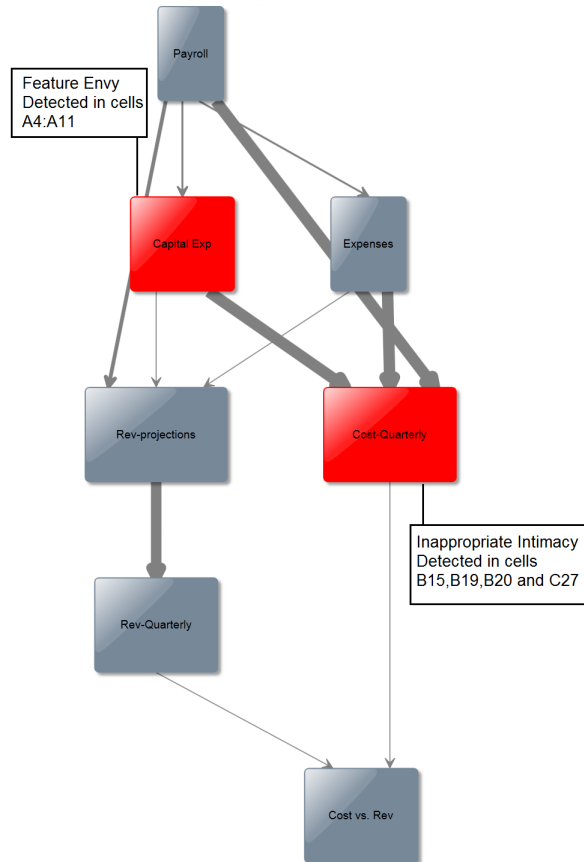 Payroll
Feature Envy
Detected in cells
A4:A11
Capital Exp
Expenses
Rev-projections
Cost-Quarterly
Inappropriate Intimacy
Detected in cells
B15,B19,B20 and C27
Rev-Quarterly
Cost vs. Rev